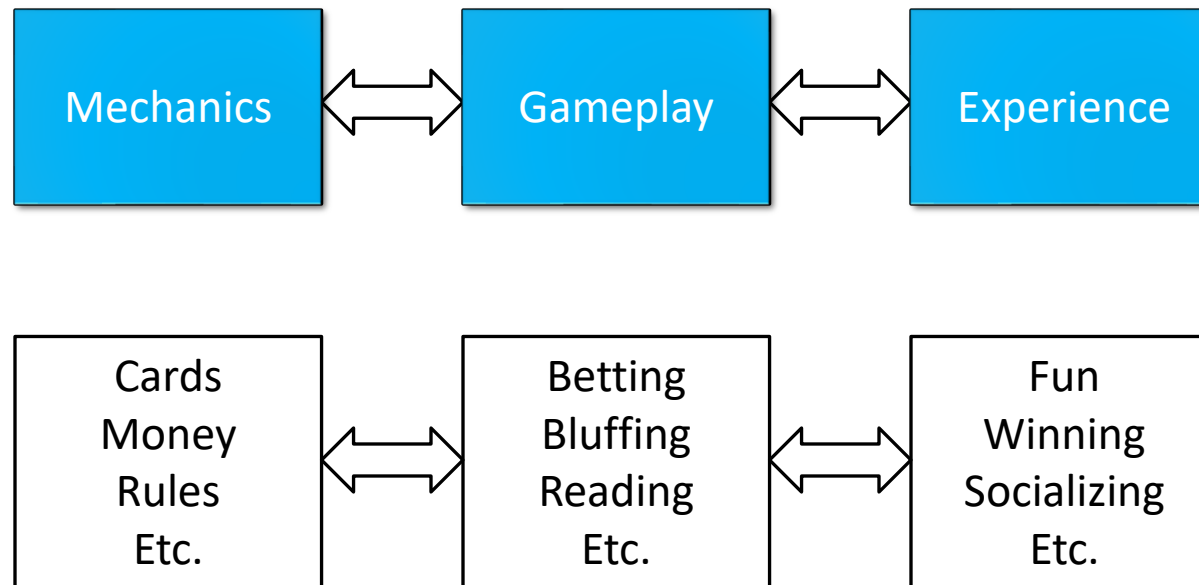 Mechanics
Gameplay
Experience
Cards
Money
Rules
Etc.
Betting
Bluffing
Reading
Etc.
Fun
Winning
Socializing
Etc.